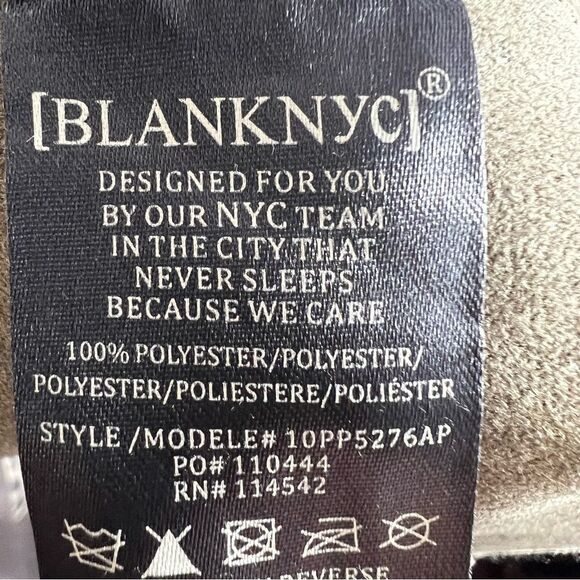 [BLANKNYC]®
DESIGNED FOR YOU
BY OUR NYC TEAM
IN THE CITY THAT
NEVER SLEEPS
BECAUSE WE CARE
100% POLYESTER/POLYESTER/
POLYESTER/POLIESTERE/POLIÉSTER
STYLE /MODELE# 10PP5276AP
PO# 110444
RN# 114542
REVERSE